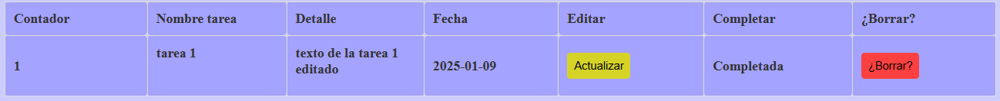 Contador Nombre tarea Detalle Fecha Editar Completar ¿Borrar?
1 tarea 1 texto de la tarea 1 2025-01-09 Actualizar Completada ¿Borrar?
editado